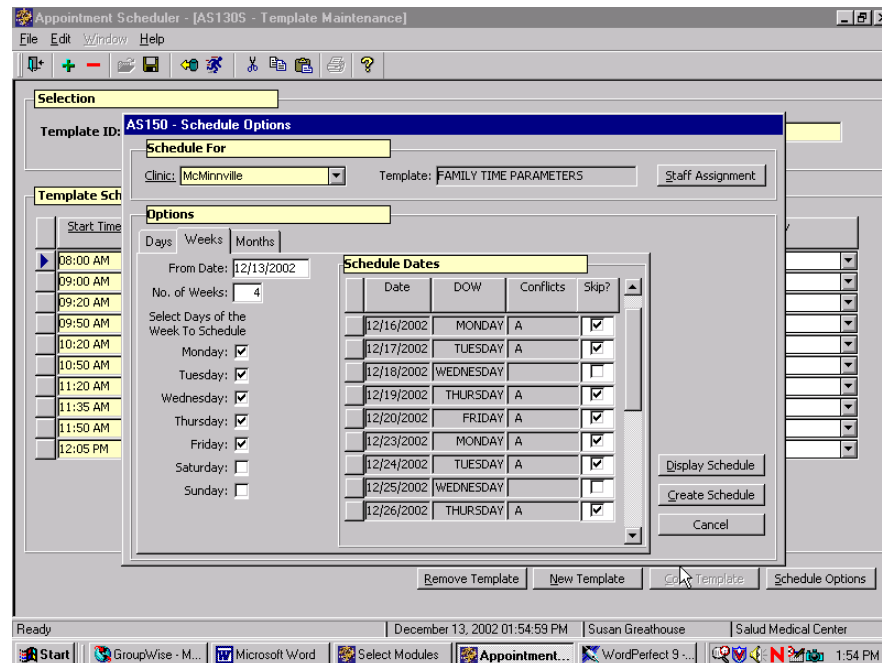 Appointment Scheduler - [AS130S - Template Maintenance]
File Edit Window Help
Selection
Template ID:
AS150 - Schedule Options
Schedule For
Clinic: McMinnville Template: FAMILY TIME PARAMETERS Staff Assignment
Template Sch
Options
Start Time
Days Weeks Months
08:00 AM
09:00 AM
09:20 AM
09:50 AM
10:20 AM
10:50 AM
11:20 AM
11:35 AM
11:50 AM
12:05 PM
From Date: 12/13/2002
No. of Weeks: 4
Select Days of the
Week To Schedule
Monday:
Tuesday:
Wednesday:
Thursday:
Friday:
Saturday:
Sunday:
Schedule Dates
Date DOW Conflicts Skip?
12/16/2002 MONDAY A
12/17/2002 TUESDAY A
12/18/2002 WEDNESDAY
12/19/2002 THURSDAY A
12/20/2002 FRIDAY A
12/23/2002 MONDAY A
12/24/2002 TUESDAY A
12/25/2002 WEDNESDAY
12/26/2002 THURSDAY A
Display Schedule
Create Schedule
Cancel
Remove Template New Template Copy Template Schedule Options
Ready December 13, 2002 01:54:59 PM Susan Greathouse Salud Medical Center
Start GroupWise - M... Microsoft Word Select Modules Appointment... WordPerfect 9 -... 1:54 PM